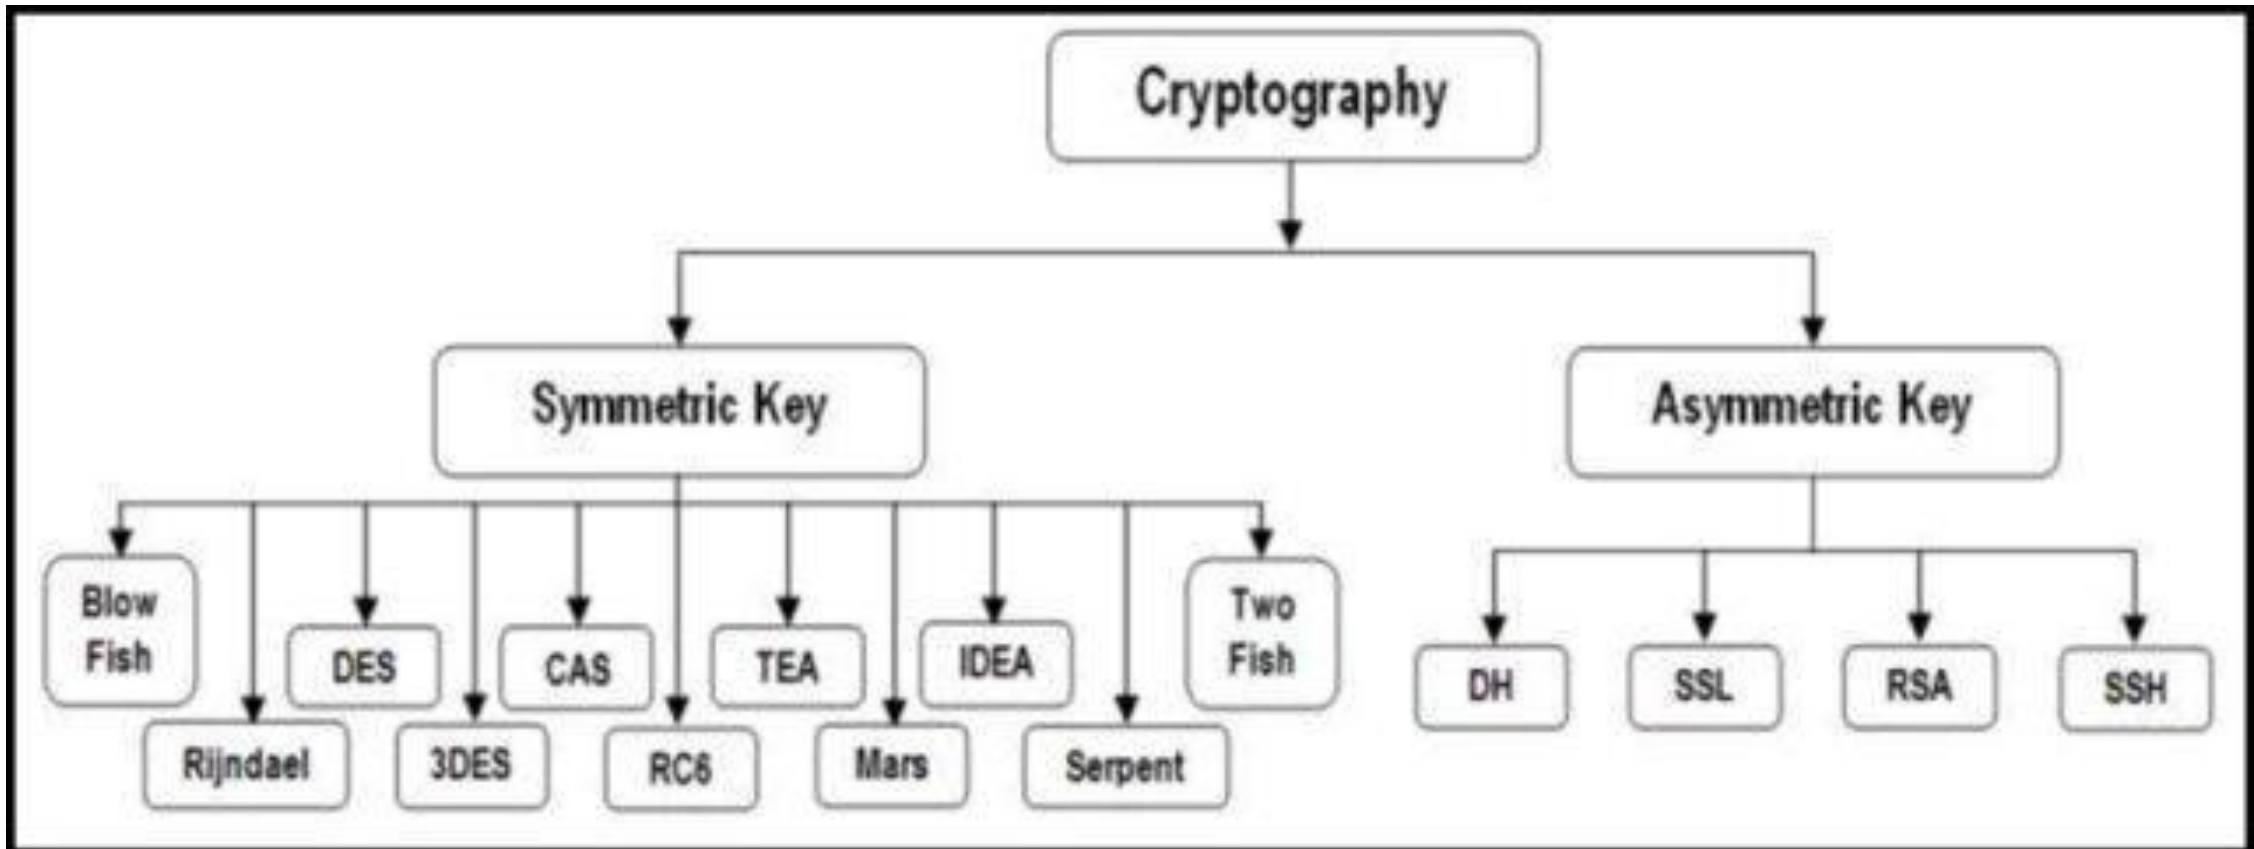 Cryptography
Symmetric Key
Asymmetric Key
Blow
Fish
Rijndael
DES
3DES
CAS
RC6
TEA
Mars
IDEA
Serpent
Two
Fish
DH
SSL
RSA
SSH